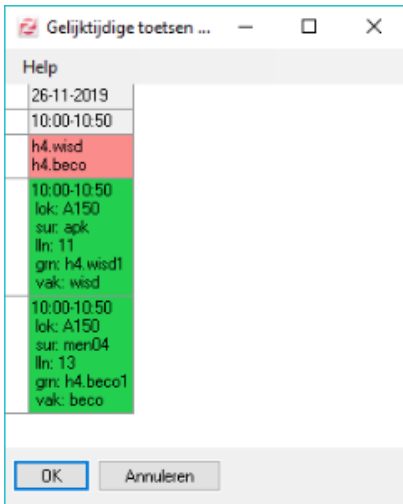 Gelijktijdige toetsen ...
Help
26-11-2019
10:00-10:50
h4.wisd
h4.beco
10:00-10:50
lok: A150
sur: apk
lln: 11
grn: h4.wisd1
vak: wisd
10:00-10:50
lok: A150
sur: men04
lln: 13
grn: h4.beco1
vak: beco
OK Annuleren